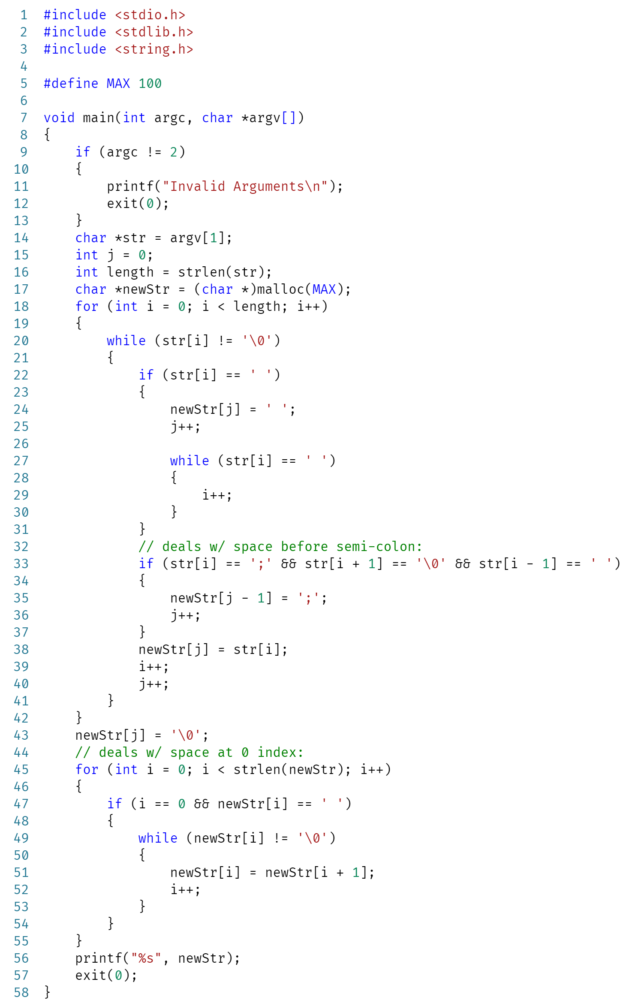 1 #include <stdio.h>
2 #include <stdlib.h>
3 #include <string.h>
4
5 #define MAX 100
6
7 void main(int argc, char *argv[])
8 {
9     if (argc != 2)
10     {
11         printf("Invalid Arguments\n");
12         exit(0);
13     }
14     char *str = argv[1];
15     int j = 0;
16     int length = strlen(str);
17     char *newStr = (char *)malloc(MAX);
18     for (int i = 0; i < length; i++)
19     {
20         while (str[i] != '\0')
21         {
22             if (str[i] == ' ')
23             {
24                 newStr[j] = ' ';
25                 j++;
26
27                 while (str[i] == ' ')
28                 {
29                     i++;
30                 }
31             }
32             // deals w/ space before semi-colon:
33             if (str[i] == ';' && str[i + 1] == '\0' && str[i - 1] == ' ')
34             {
35                 newStr[j - 1] = ';';
36                 j++;
37             }
38             newStr[j] = str[i];
39             i++;
40             j++;
41         }
42     }
43     newStr[j] = '\0';
44     // deals w/ space at 0 index:
45     for (int i = 0; i < strlen(newStr); i++)
46     {
47         if (i == 0 && newStr[i] == ' ')
48         {
49             while (newStr[i] != '\0')
50             {
51                 newStr[i] = newStr[i + 1];
52                 i++;
53             }
54         }
55     }
56     printf("%s", newStr);
57     exit(0);
58 }